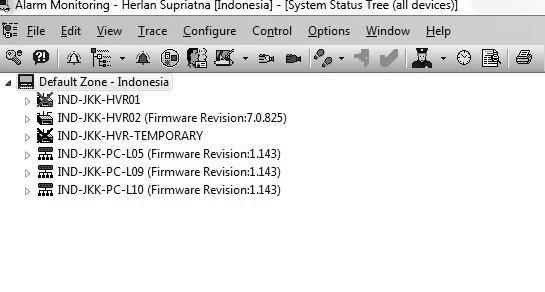 Alarm Monitoring - Herlan Supriatna [Indonesia] - [System Status Tree (all devices)]
File Edit View Trace Configure Control Options Window Help
Default Zone - Indonesia
IND-JKK-HVR01
IND-JKK-HVR02 (Firmware Revision:7.0.825)
IND-JKK-HVR-TEMPORARY
IND-JKK-PC-L05 (Firmware Revision:1.143)
IND-JKK-PC-L09 (Firmware Revision:1.143)
IND-JKK-PC-L10 (Firmware Revision:1.143)